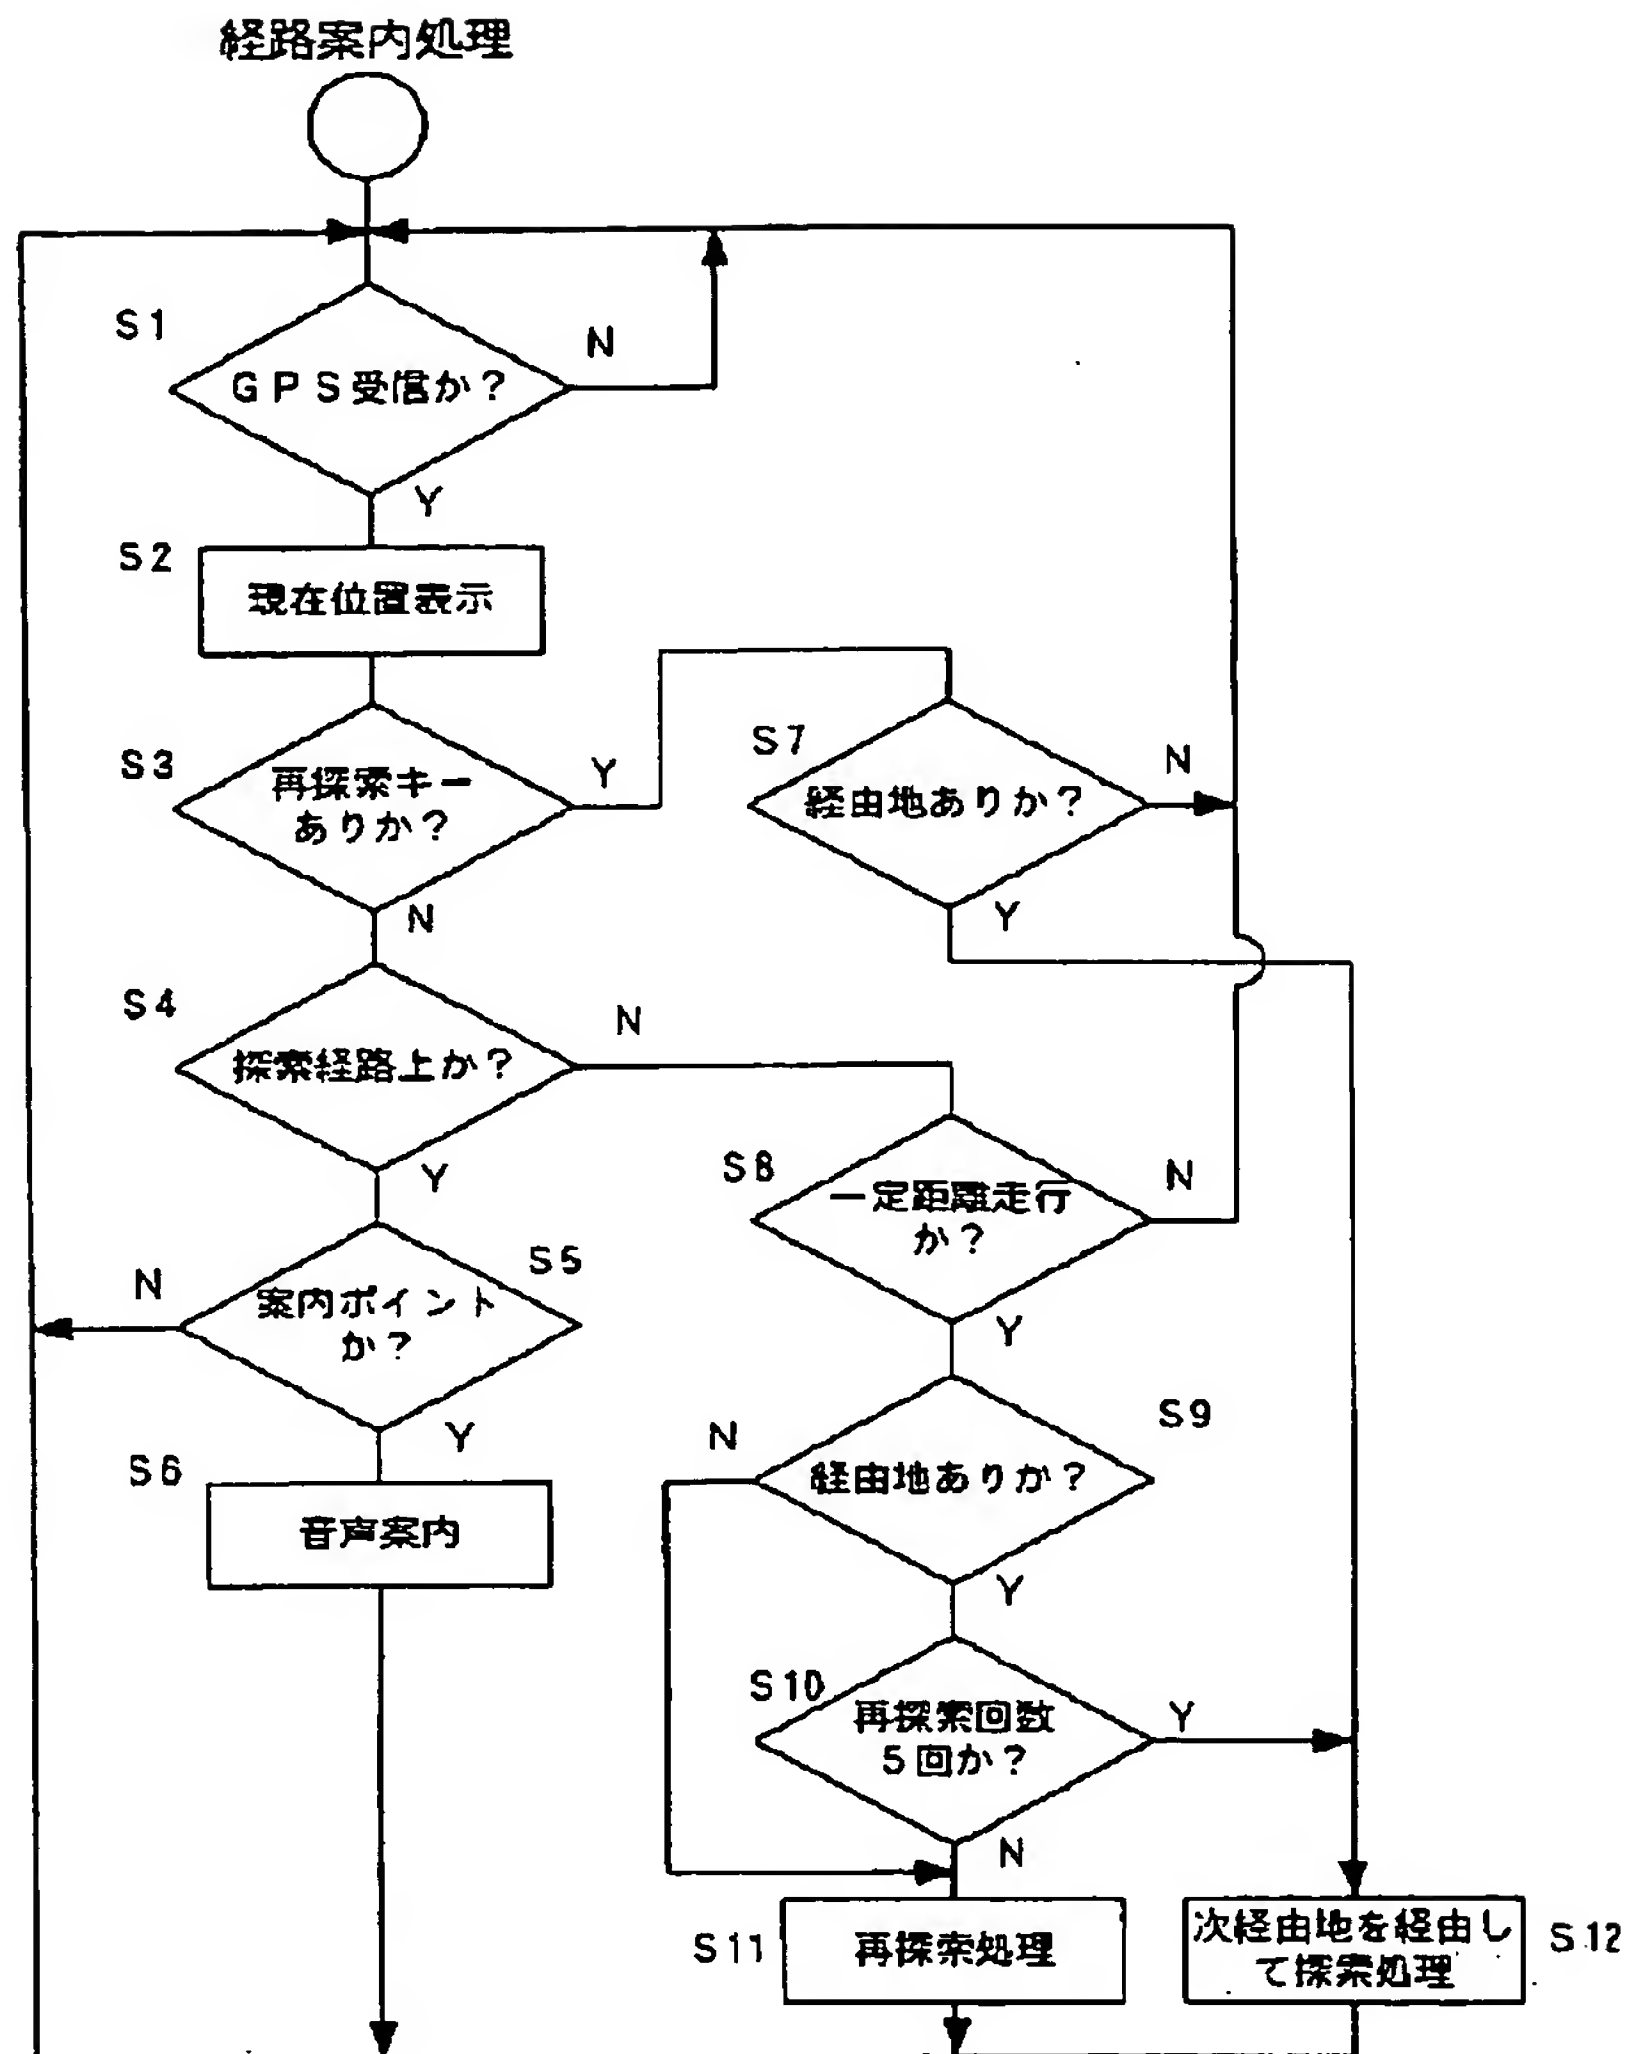 経路案内処理
S1
N
GPS受信か?
Y
S2
現在位置表示
S3
再探索キー
ありか?
Y
N
S7
経由地ありか?
N
Y
S4
探索経路上か?
N
Y
S8
一定距離走行
か?
N
Y
S5
案内ポイント
か?
N
Y
S9
経由地ありか?
N
Y
S6
音声案内
S10
再探索回数
5回か?
Y
N
S11
再探索処理
次経由地を経由し
て探索処理
S12